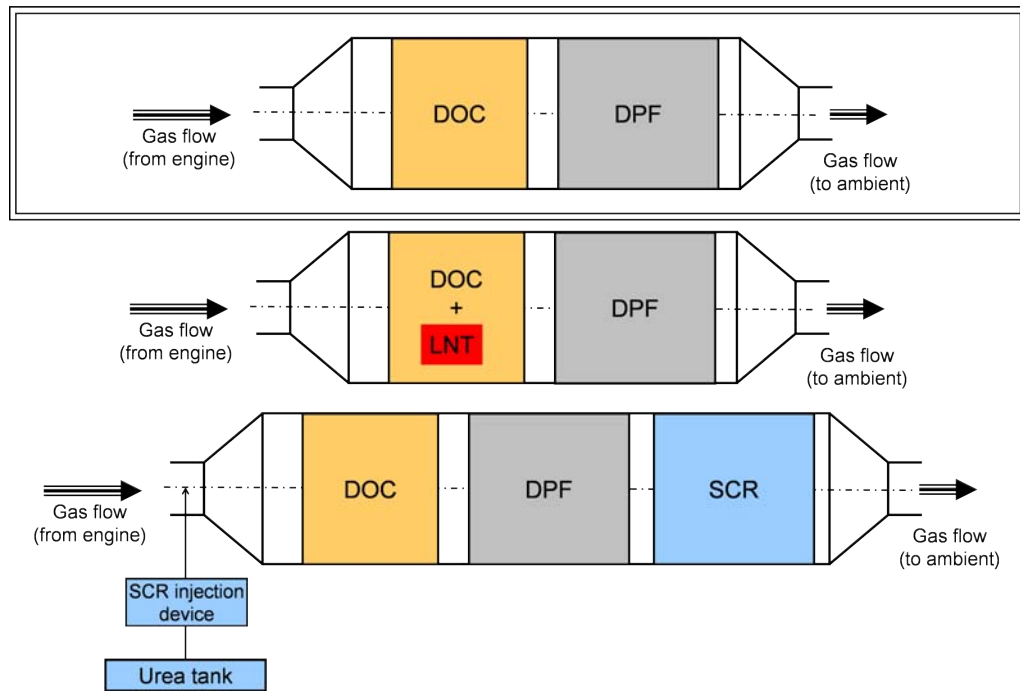 DOC
DPF
Gas flow
(from engine)
Gas flow
(to ambient)
DOC
+
LNT
DPF
Gas flow
(from engine)
Gas flow
(to ambient)
DOC
DPF
SCR
Gas flow
(from engine)
Gas flow
(to ambient)
SCR injection
device
Urea tank